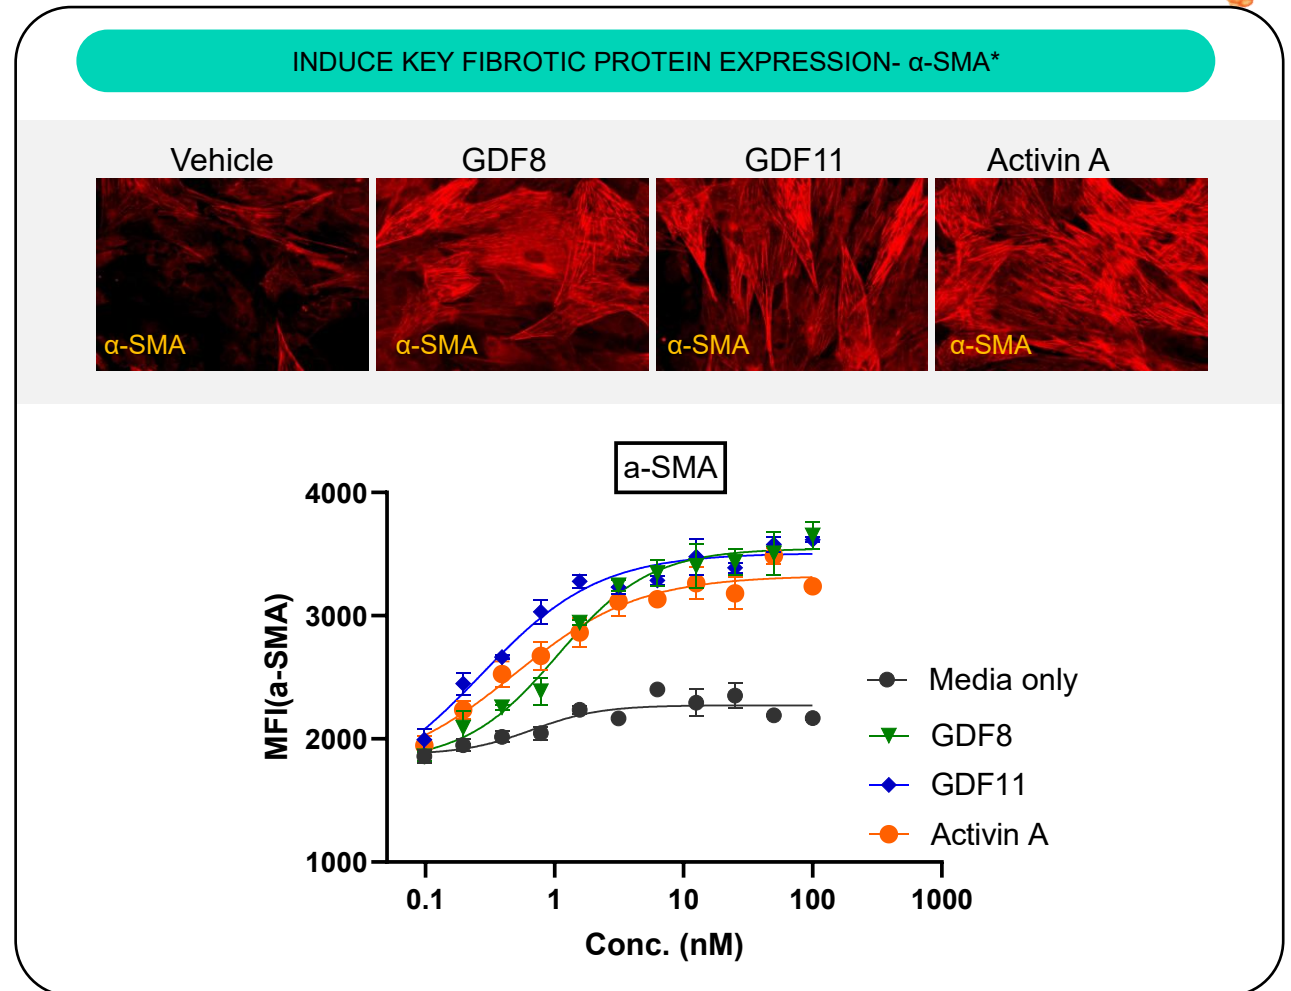 INDUCE KEY FIBROTIC PROTEIN EXPRESSION- α-SMA*
Vehicle
GDF8
GDF11
Activin A
α-SMA
α-SMA
α-SMA
α-SMA
a-SMA
4000
3000
2000
1000
MFI(a-SMA)
0.1
1
10
100
1000
Conc. (nM)
Media only
GDF8
GDF11
Activin A